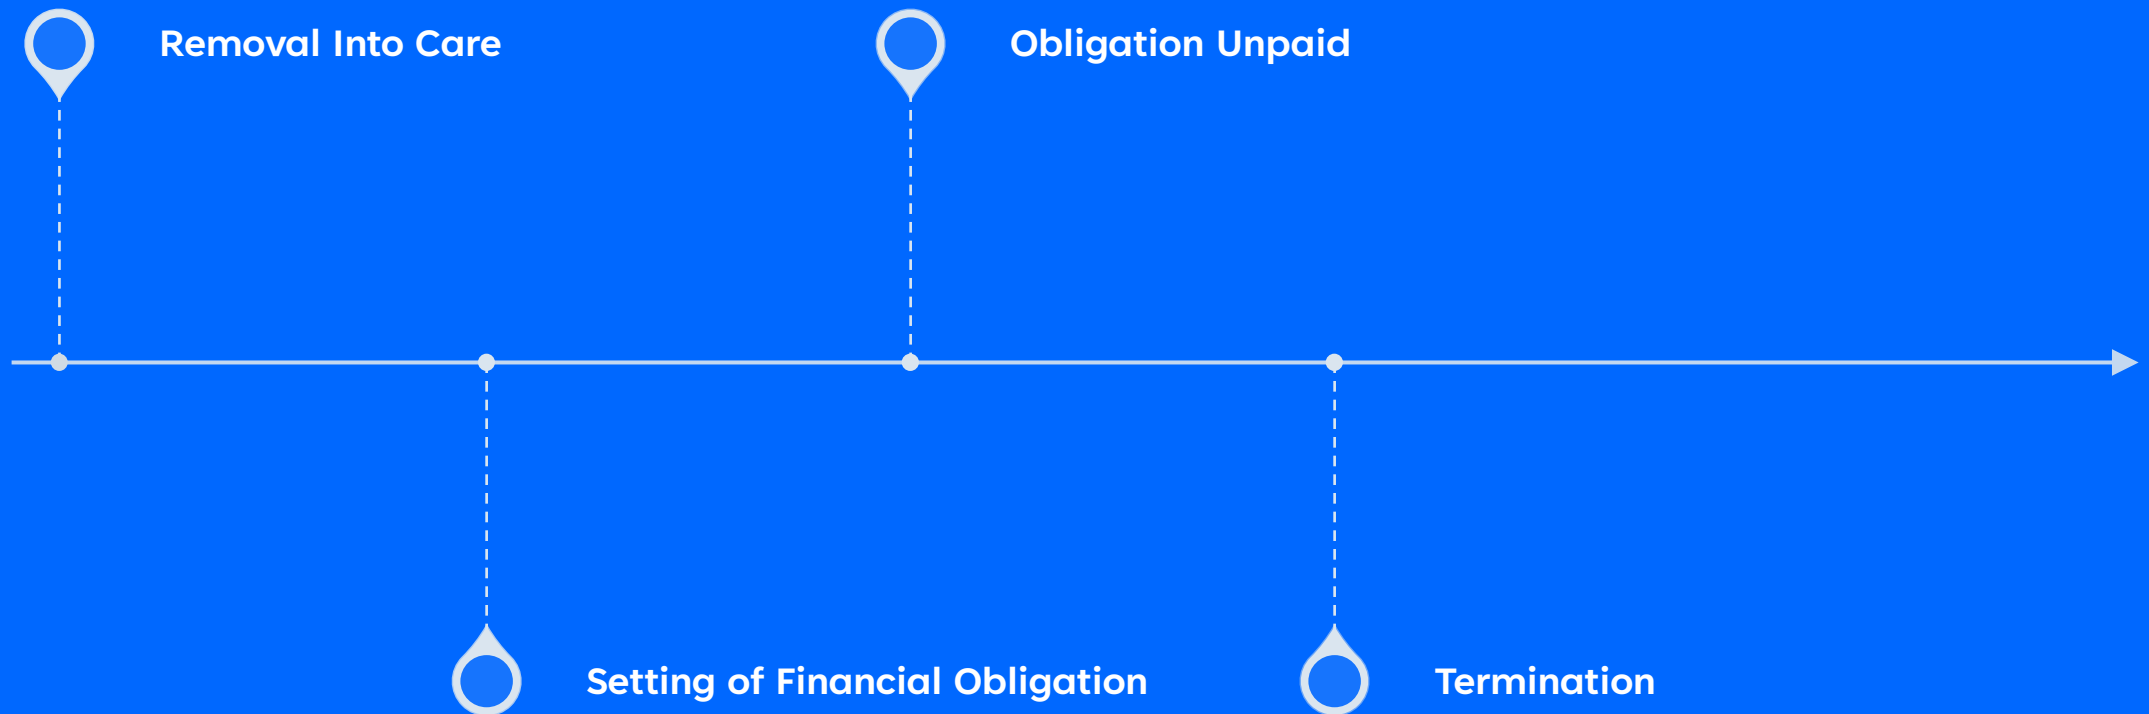 Removal Into Care
Obligation Unpaid
Setting of Financial Obligation
Termination